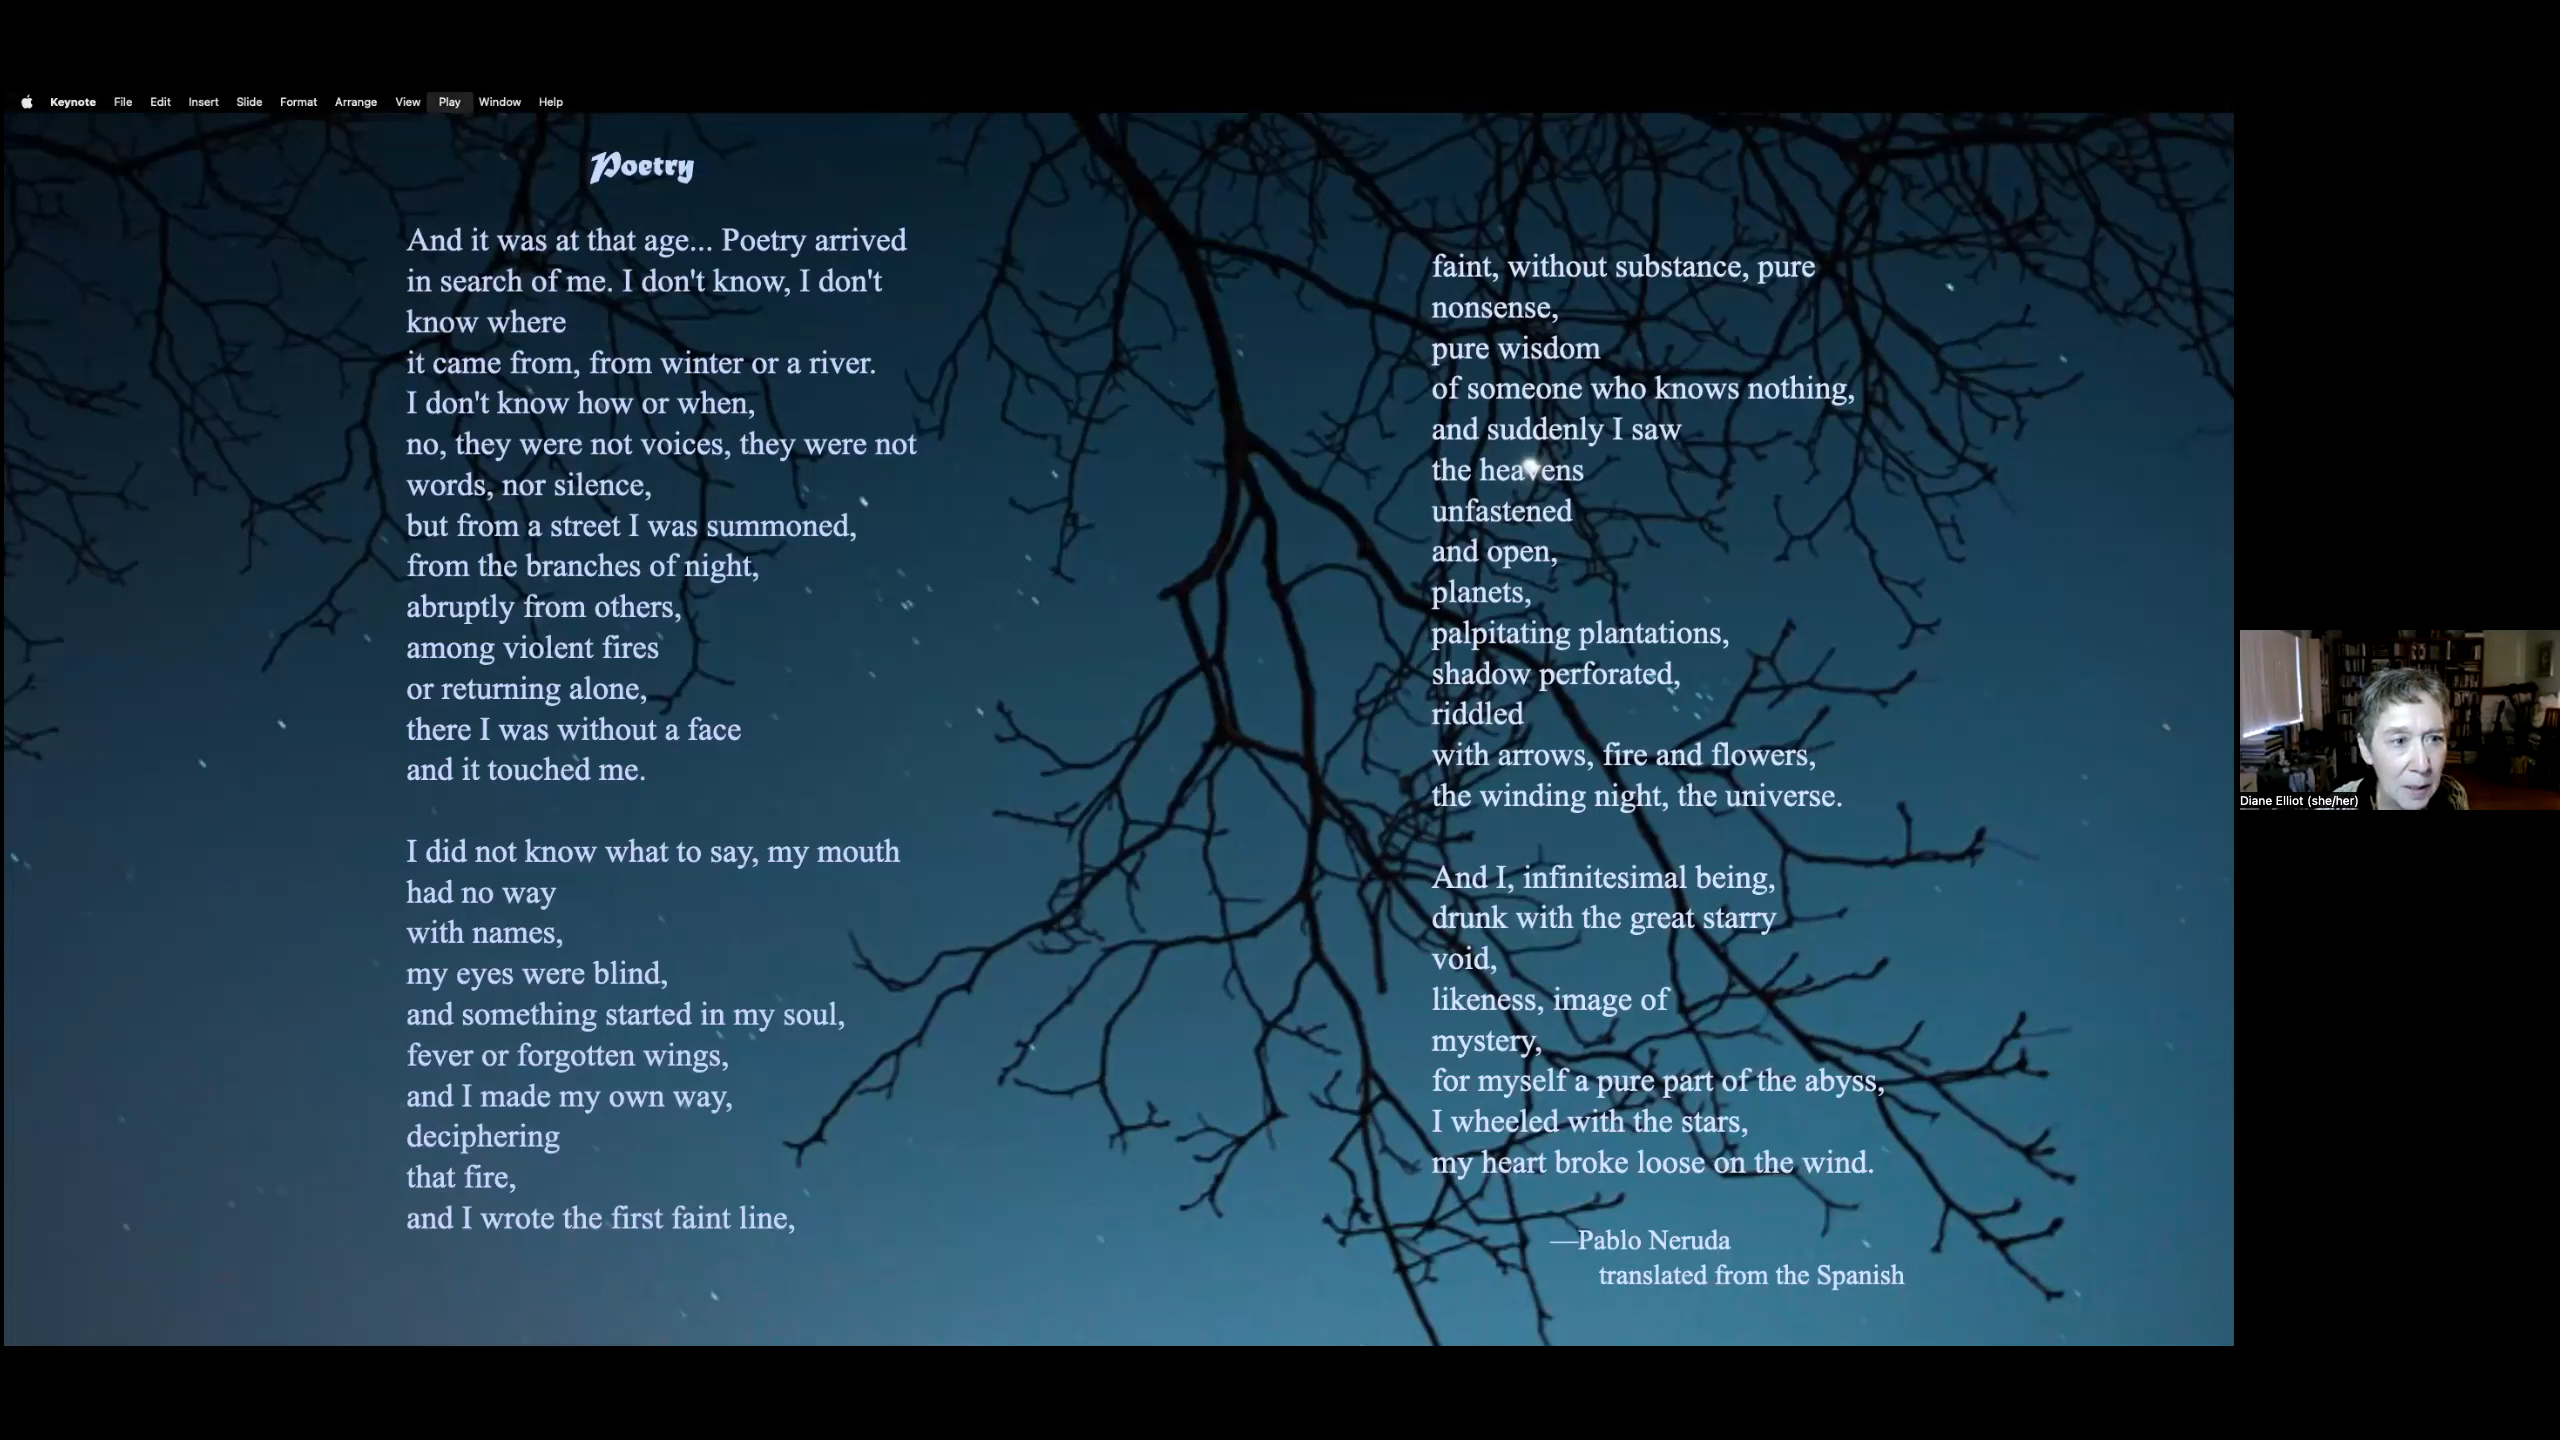 Keynote File Edit Insert Slide Format Arrange View Play Window Help
Poetry
And it was at that age... Poetry arrived
in search of me. I don't know, I don't
know where
it came from, from winter or a river.
I don't know how or when,
no, they were not voices, they were not
words, nor silence,
but from a street I was summoned,
from the branches of night,
abruptly from others,
among violent fires
or returning alone,
there I was without a face
and it touched me.
I did not know what to say, my mouth
had no way
with names,
my eyes were blind,
and something started in my soul,
fever or forgotten wings,
and I made my own way,
deciphering
that fire,
and I wrote the first faint line,
faint, without substance, pure
nonsense,
pure wisdom
of someone who knows nothing,
and suddenly I saw
the heavens
unfastened
and open,
planets,
palpitating plantations,
shadow perforated,
riddled
with arrows, fire and flowers,
the winding night, the universe.
And I, infinitesimal being,
drunk with the great starry
void,
likeness, image of
mystery,
for myself a pure part of the abyss,
I wheeled with the stars,
my heart broke loose on the wind.
—Pablo Neruda
translated from the Spanish
Diane Elliot (she/her)